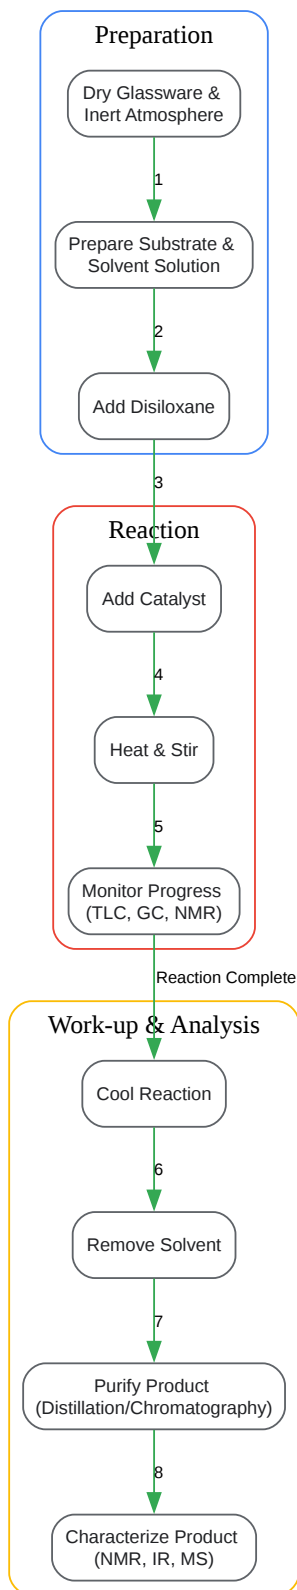 Preparation
Dry Glassware &
Inert Atmosphere
1
Prepare Substrate &
Solvent Solution
2
Add Disiloxane
3
Reaction
Add Catalyst
4
Heat & Stir
5
Monitor Progress
(TLC, GC, NMR)
Reaction Complete
Work-up & Analysis
Cool Reaction
6
Remove Solvent
7
Purify Product
(Distillation/Chromatography)
8
Characterize Product
(NMR, IR, MS)